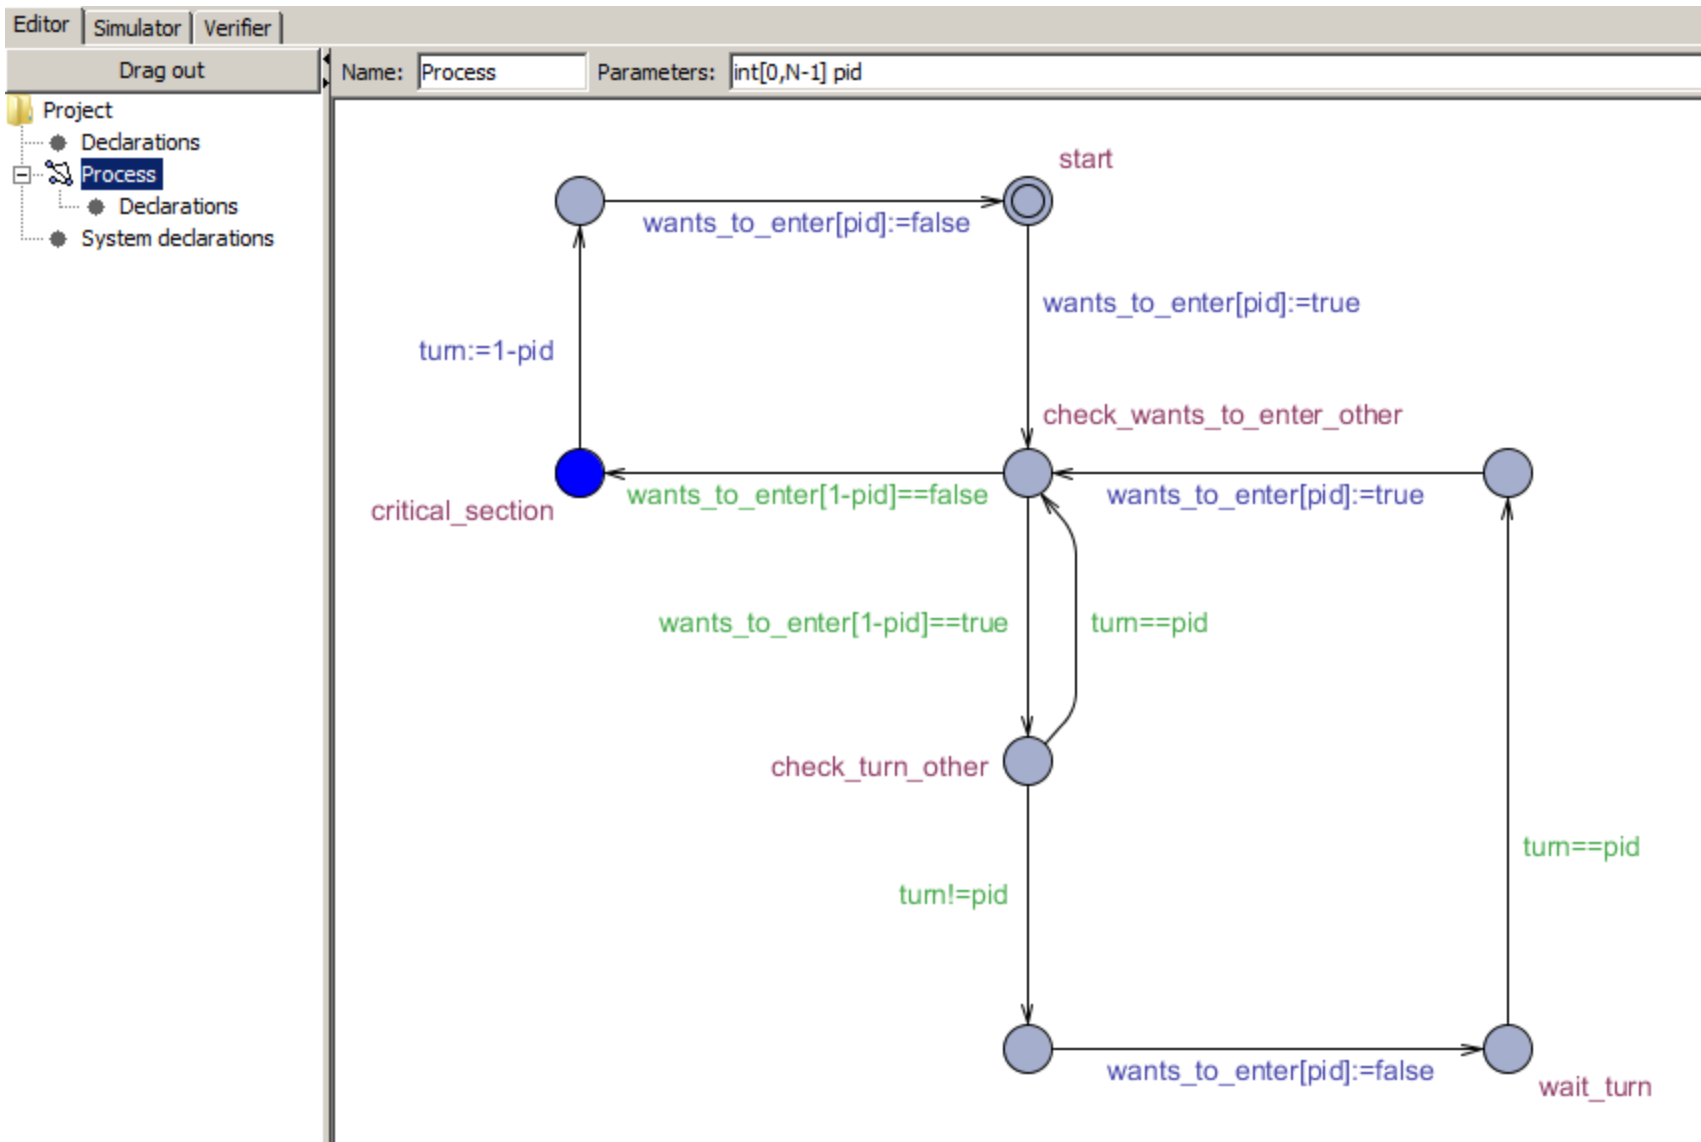 Editor Simulator Verifier
Drag out
Name: Process Parameters: int[0,N-1] pid
Project
Declarations
Process
Declarations
System declarations
start
wants_to_enter[pid]:=false
wants_to_enter[pid]:=true
turn:=1-pid
check_wants_to_enter_other
wants_to_enter[1-pid]==false
wants_to_enter[pid]:=true
critical_section
wants_to_enter[1-pid]==true
turn==pid
check_turn_other
turn==pid
turn!=pid
wants_to_enter[pid]:=false
wait_turn